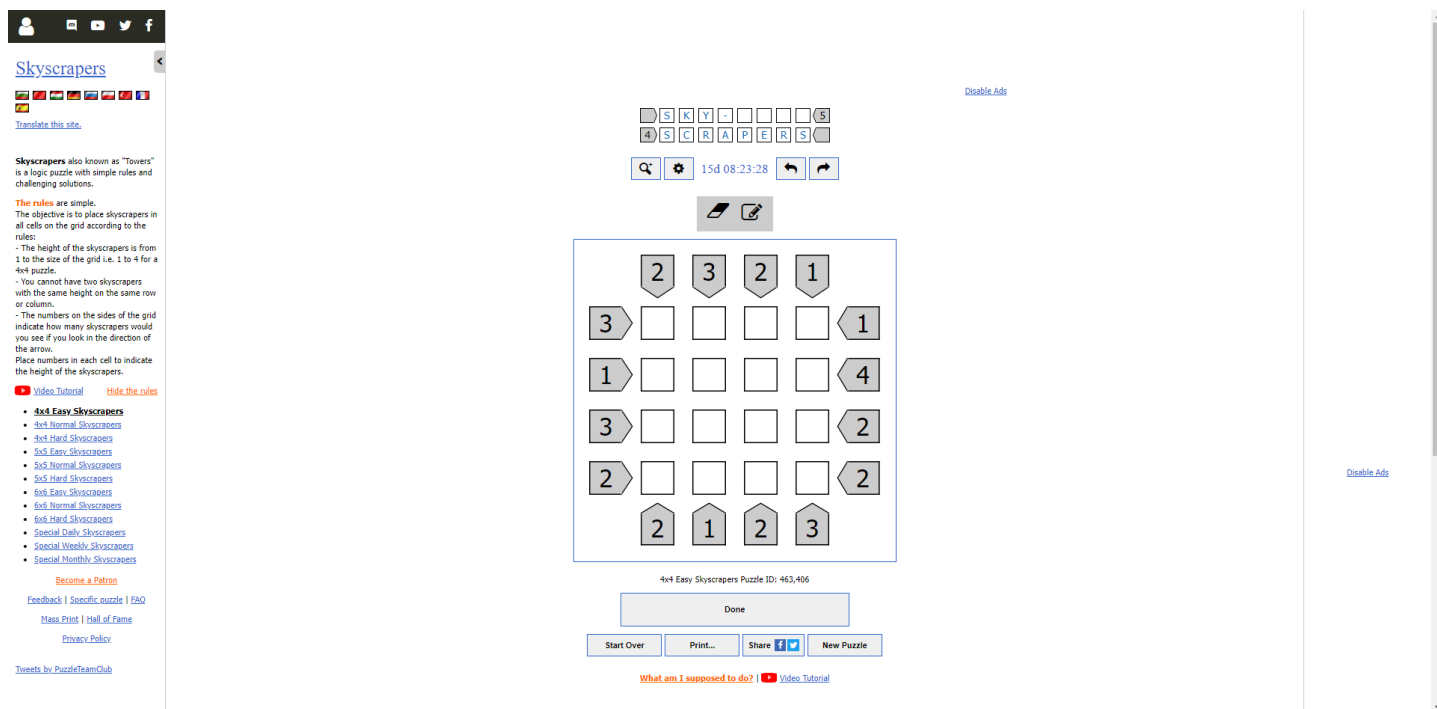 Skyscrapers
Translate this site.
Skyscrapers also known as "Towers"
is a logic puzzle with simple rules and
challenging solutions.
The rules are simple.
The objective is to place skyscrapers in
all cells on the grid according to the
rules:
- The height of the skyscrapers is from
1 to the size of the grid i.e. 1 to 4 for a
4x4 puzzle.
- You cannot have two skyscrapers
with the same height on the same row
or column.
- The numbers on the sides of the grid
indicate how many skyscrapers would
you see if you look in the direction of
the arrow.
Place numbers in each cell to indicate
the height of the skyscrapers.
Video Tutorial Hide the rules
4x4 Easy Skyscrapers
4x4 Normal Skyscrapers
4x4 Hard Skyscrapers
5x5 Easy Skyscrapers
5x5 Normal Skyscrapers
5x5 Hard Skyscrapers
6x6 Easy Skyscrapers
6x6 Normal Skyscrapers
6x6 Hard Skyscrapers
Special Daily Skyscrapers
Special Weekly Skyscrapers
Special Monthly Skyscrapers
Become a Patron
Feedback | Specific puzzle | FAQ
Mass Print | Hall of Fame
Privacy Policy
Tweets by PuzzleTeamClub
Disable Ads
S K Y - 5
4 S C R A P E R S
15d 08:23:28
2 3 2 1
3 1
1 4
3 2
2 2
2 1 2 3
4x4 Easy Skyscrapers Puzzle ID: 463,406
Done
Start Over Print... Share New Puzzle
What am I supposed to do? | Video Tutorial
Disable Ads